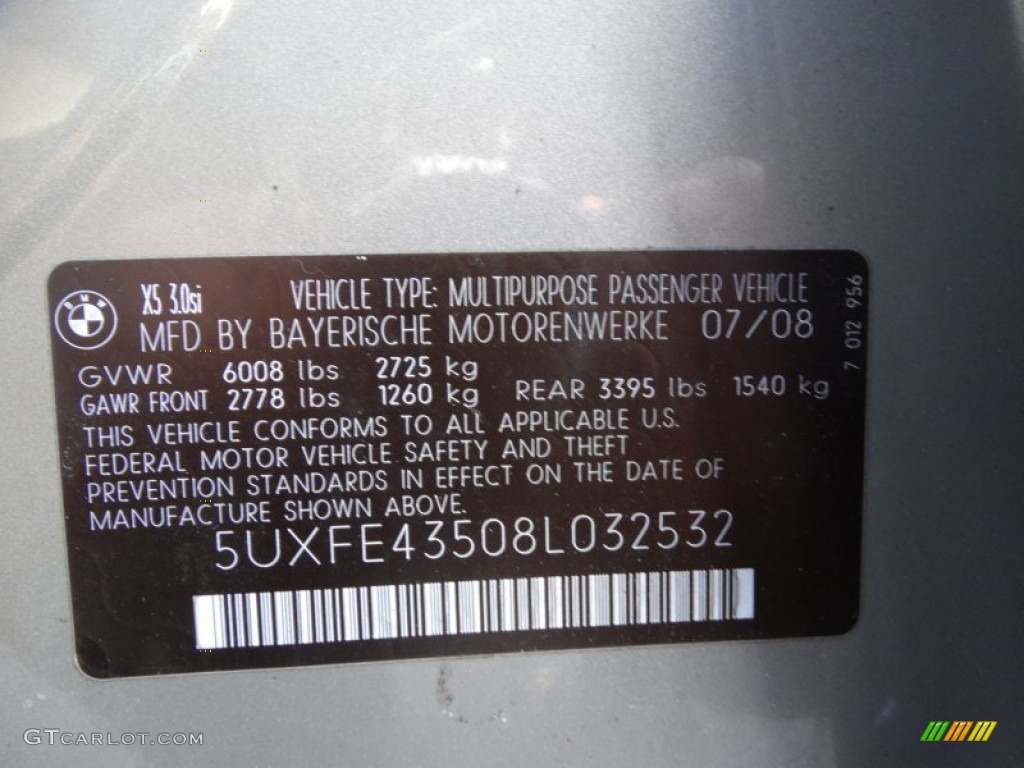 X5 3.0si VEHICLE TYPE: MULTIPURPOSE PASSENGER VEHICLE
MFD BY BAYERISCHE MOTORENWERKE 07/08
GVWR 6008 lbs 2725 kg
GAWR FRONT 2778 lbs 1260 kg REAR 3395 lbs 1540 kg
THIS VEHICLE CONFORMS TO ALL APPLICABLE U.S.
FEDERAL MOTOR VEHICLE SAFETY AND THEFT
PREVENTION STANDARDS IN EFFECT ON THE DATE OF
MANUFACTURE SHOWN ABOVE.
5UXFE43508L032532
7 012 956
GTCARLOT.COM